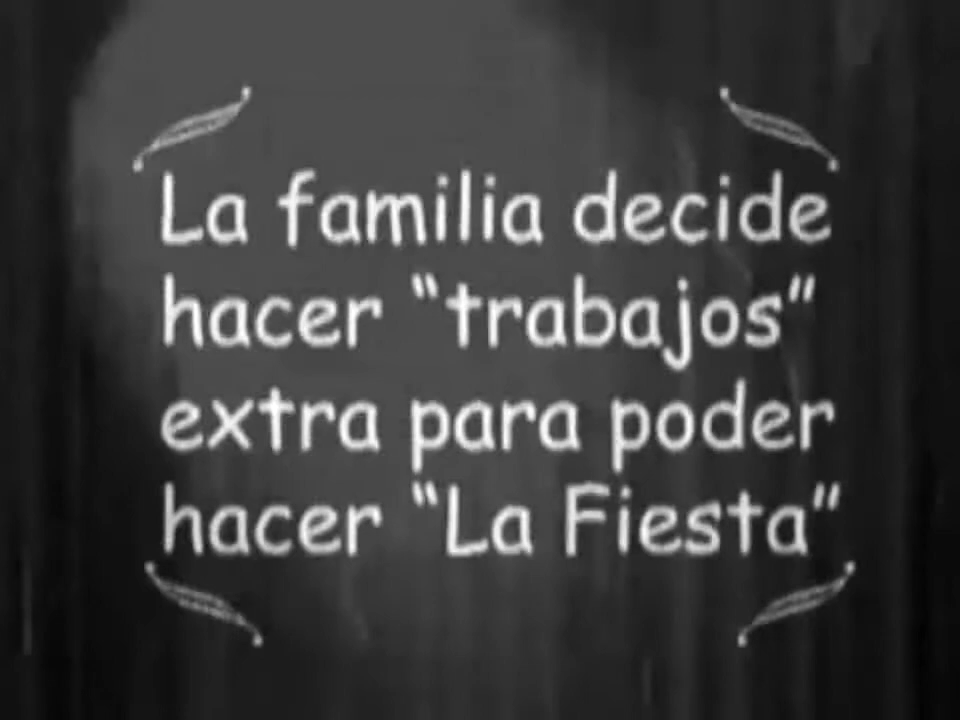 La familia decide
hacer “trabajos”
extra para poder
hacer “La Fiesta”